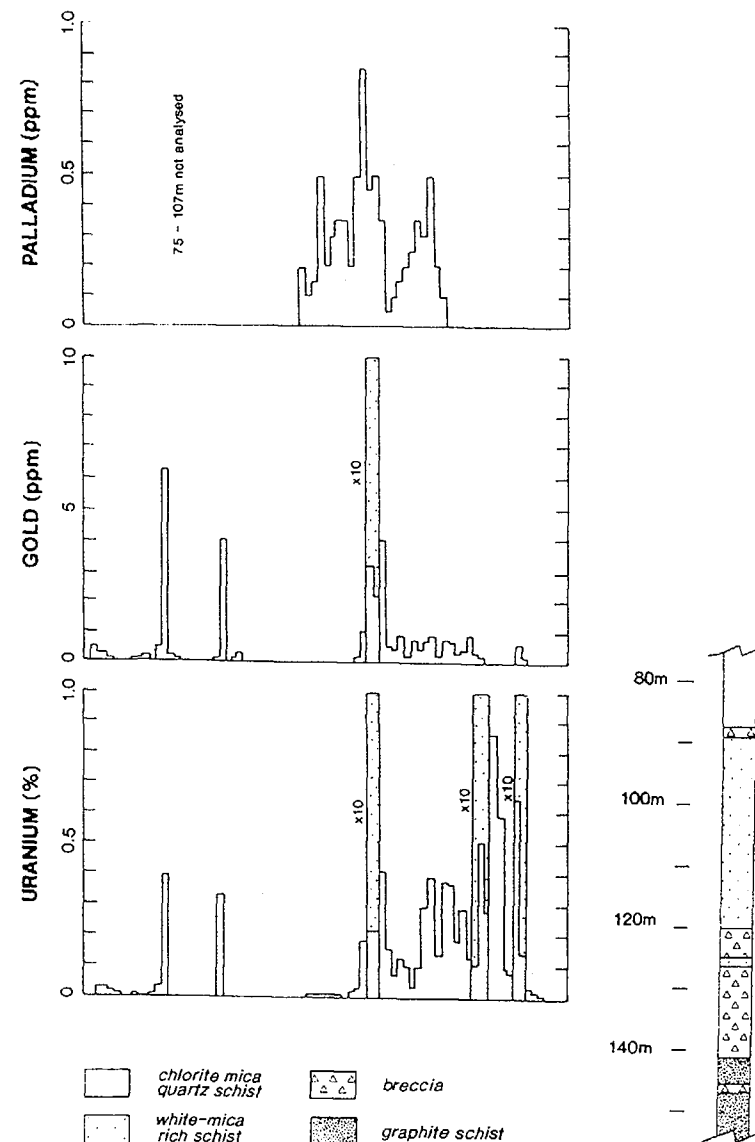 PALLADIUM (ppm)
1.0
0.5
0
75 - 107m not analysed
GOLD (ppm)
10
5
0
x10
URANIUM (%)
1.0
0.5
0
x10
x10
x10
80m
100m
120m
140m
chlorite mica
quartz schist
breccia
white-mica
rich schist
graphite schist